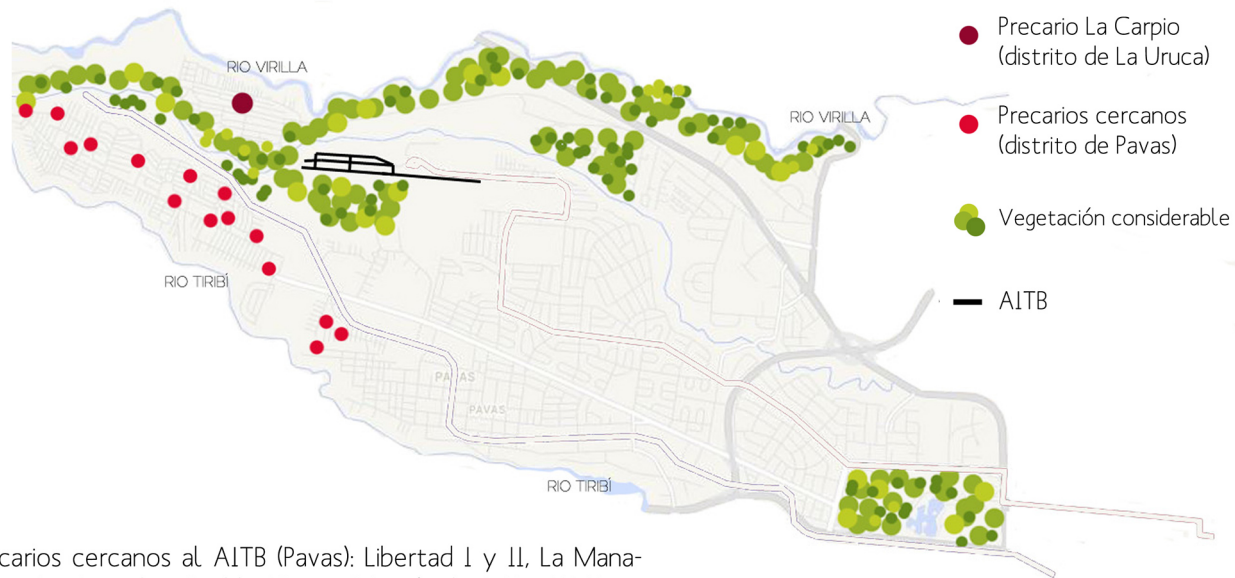 Precario La Carpio
(distrito de La Uruca)
RIO VIRILLA
RIO VIRILLA
Precarios cercanos
(distrito de Pavas)
Vegetación considerable
RIO TIRIBÍ
AITB
PAVAS
PAVAS
RIO TIRIBÍ
carios cercanos al AITB (Pavas): Libertad I y II, La Mana-